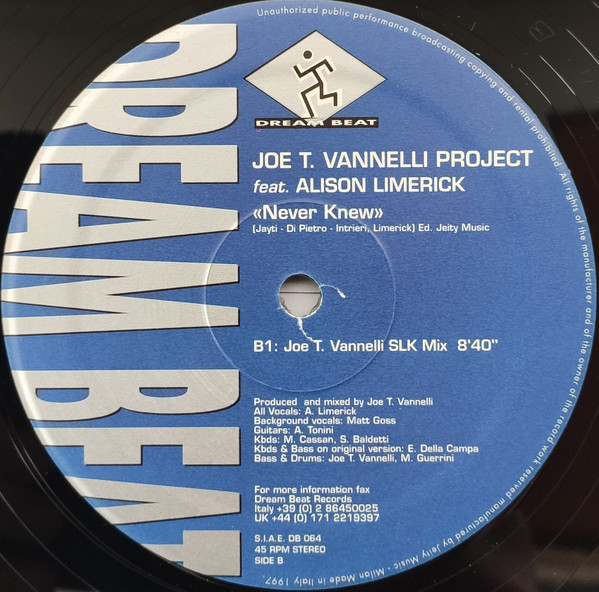 Unauthorized public performance broadcasting copying and rental prohibited. All rights of the manufacturer and of the owner of the record work reserved manufactured by Jeity Music - Milan Made in Italy 1997.
DREAM BEAT
DREAM BEAT
JOE T. VANNELLI PROJECT
feat. ALISON LIMERICK
«Never Knew»
(Jayti - Di Pietro - Intrieri, Limerick) Ed. Jeity Music
B1: Joe T. Vannelli SLK Mix 8'40"
Produced and mixed by Joe T. Vannelli
All Vocals: A. Limerick
Background vocals: Matt Goss
Guitars: A. Tonini
Kbds: M. Cassan, S. Baldetti
Kbds & Bass on original version: E. Della Campa
Bass & Drums: Joe T. Vannelli, M. Guerrini
For more information fax
Dream Beat Records
Italy +39 (0) 2 86450025
UK +44 (0) 171 2219397
S.I.A.E. DB 064
45 RPM STEREO
SIDE B